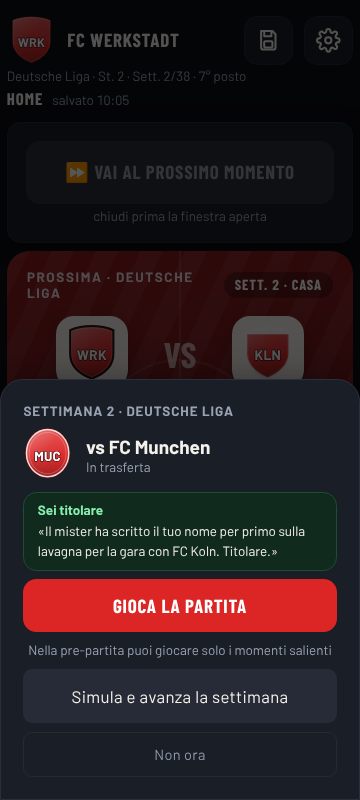 WRK
FC WERKSTADT
Deutsche Liga · St. 2 · Sett. 2/38 · 7° posto
HOME salvato 10:05
⏩ VAI AL PROSSIMO MOMENTO
chiudi prima la finestra aperta
PROSSIMA · DEUTSCHE
LIGA
SETT. 2 · CASA
WRK VS KLN
SETTIMANA 2 · DEUTSCHE LIGA
MUC
vs FC Munchen
In trasferta
Sei titolare
«Il mister ha scritto il tuo nome per primo sulla
lavagna per la gara con FC Koln. Titolare.»
GIOCA LA PARTITA
Nella pre-partita puoi giocare solo i momenti salienti
Simula e avanza la settimana
Non ora